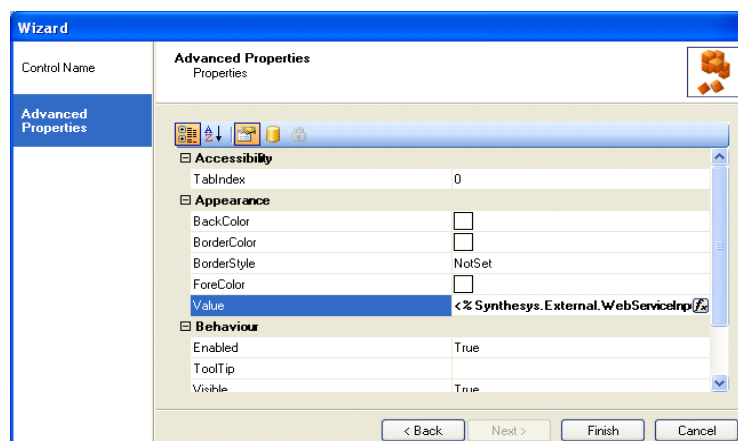 Wizard
Control Name
Advanced Properties
Properties
Advanced
Properties
Accessibility
TabIndex 0
Appearance
BackColor
BorderColor
BorderStyle NotSet
ForeColor
Value <% Synthesys.External.WebServiceInp
Behaviour
Enabled True
ToolTip
Visible True
< Back Next > Finish Cancel